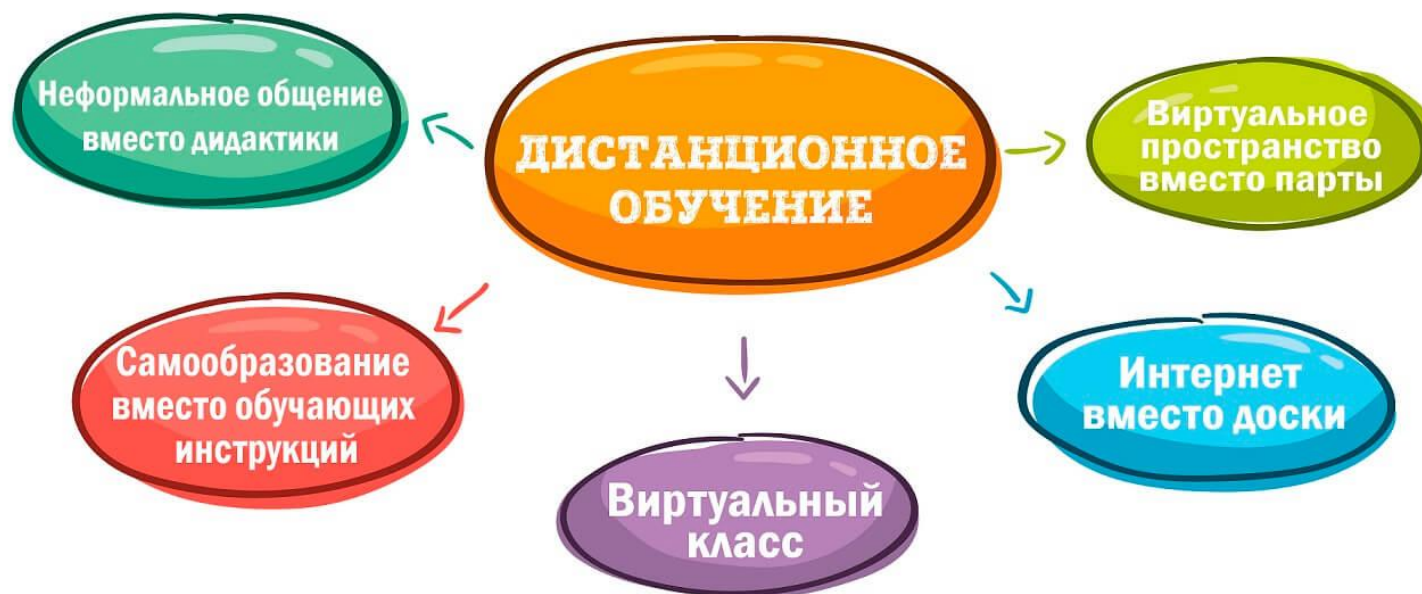 Неформальное общение
вместо дидактики
ДИСТАНЦИОННОЕ
ОБУЧЕНИЕ
Виртуальное
пространство
вместо парты
Самообразование
вместо обучающих
инструкций
Виртуальный
класс
Интернет
вместо доски